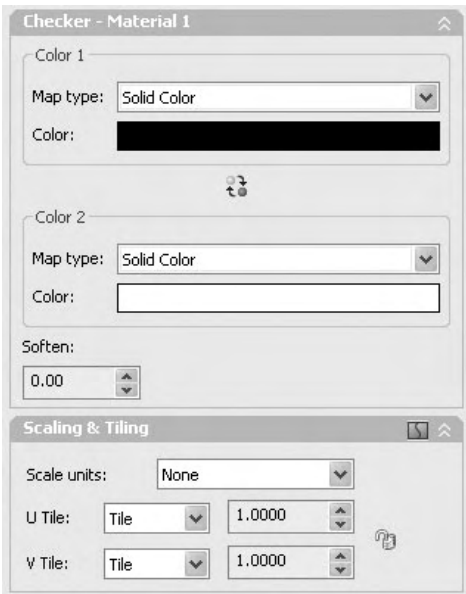 Checker - Material 1
Color 1
Map type: Solid Color
Color:
Color 2
Map type: Solid Color
Color:
Soften:
0.00
Scaling & Tiling
Scale units: None
U Tile: Tile 1.0000
V Tile: Tile 1.0000